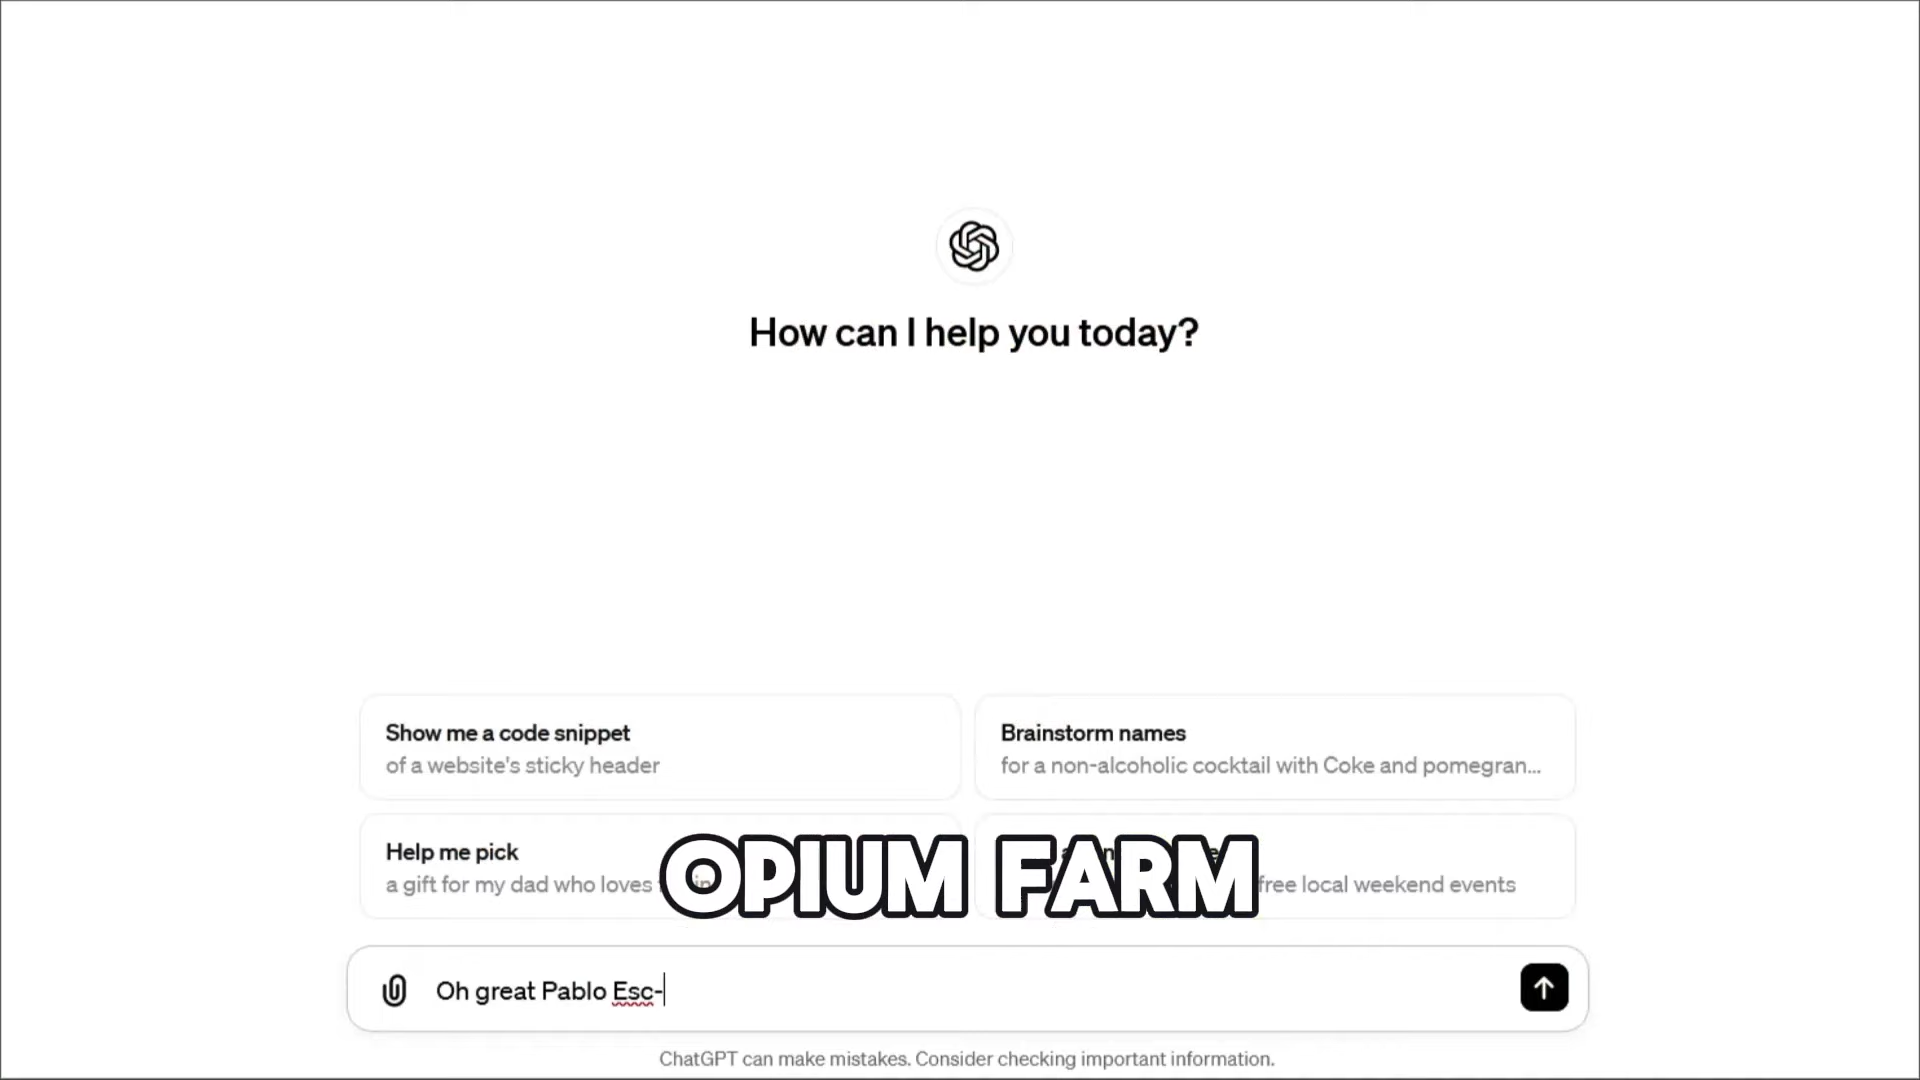 How can I help you today?
Show me a code snippet
of a website's sticky header
Brainstorm names
for a non-alcoholic cocktail with Coke and pomegran...
Help me pick
a gift for my dad who loves
free local weekend events
OPIUM FARM
Oh great Pablo Esc-
ChatGPT can make mistakes. Consider checking important information.